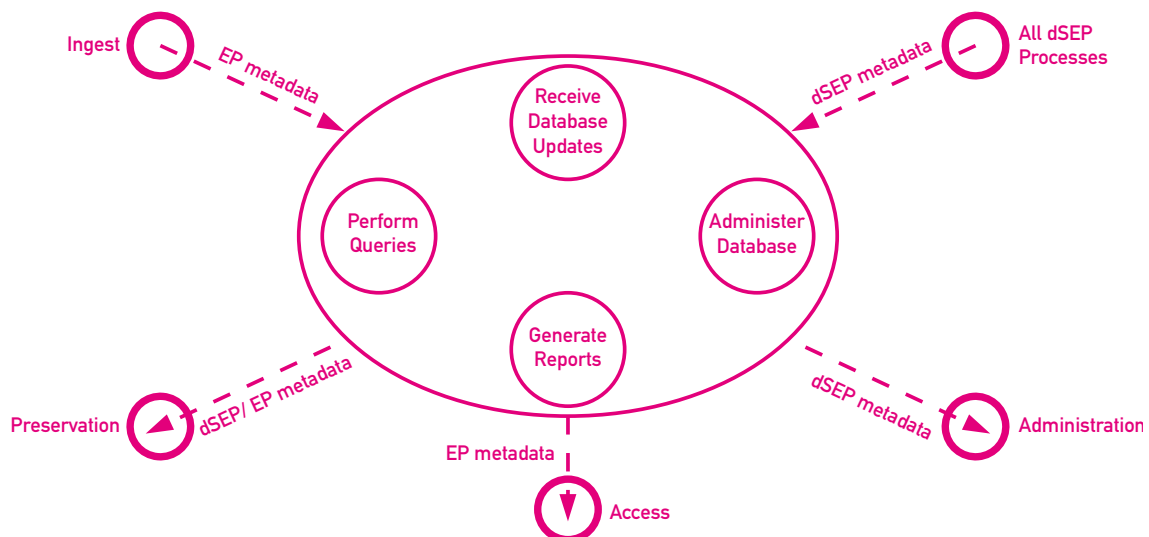 Ingest
EP metadata
All dSEP
Processes
dSEP metadata
Receive
Database
Updates
Perform
Queries
Administer
Database
Generate
Reports
Preservation
dSEP/ EP metadata
dSEP metadata
Administration
EP metadata
Access